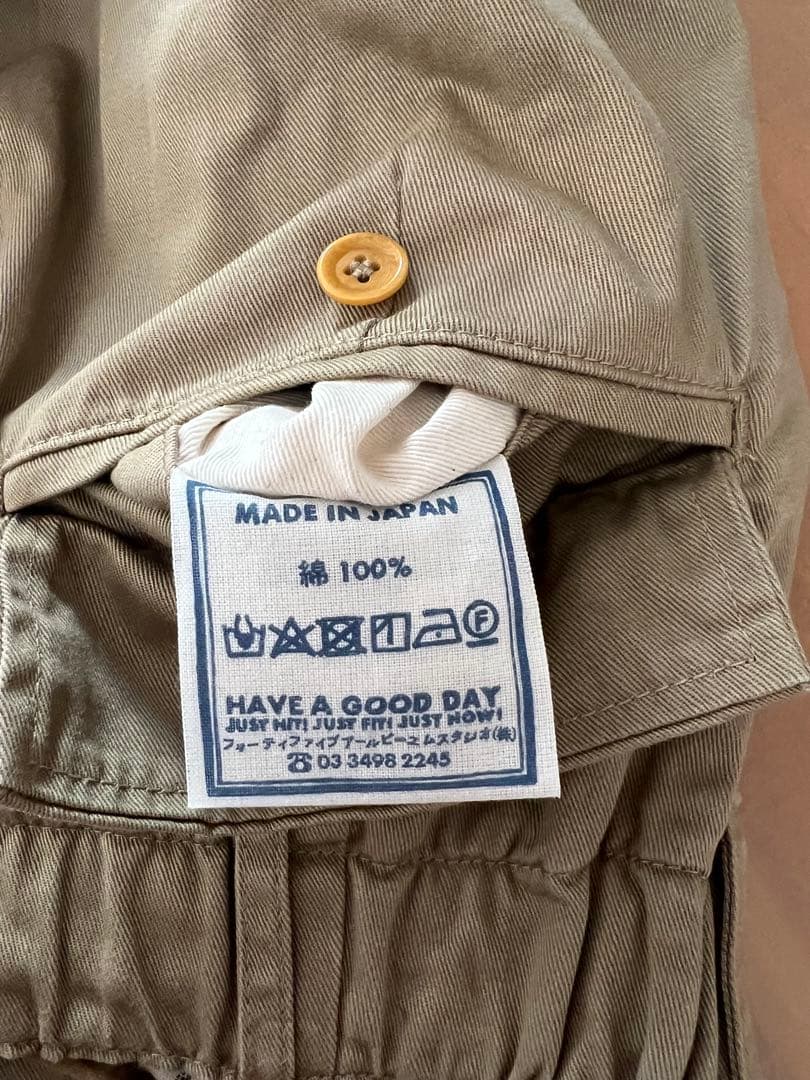 MADE IN JAPAN
綿 100%
F
HAVE A GOOD DAY
JUST HIT! JUST FIT! JUST NOW!
フォーティファイブアールピーエムスタジオ(株)
☎ 03 3498 2245